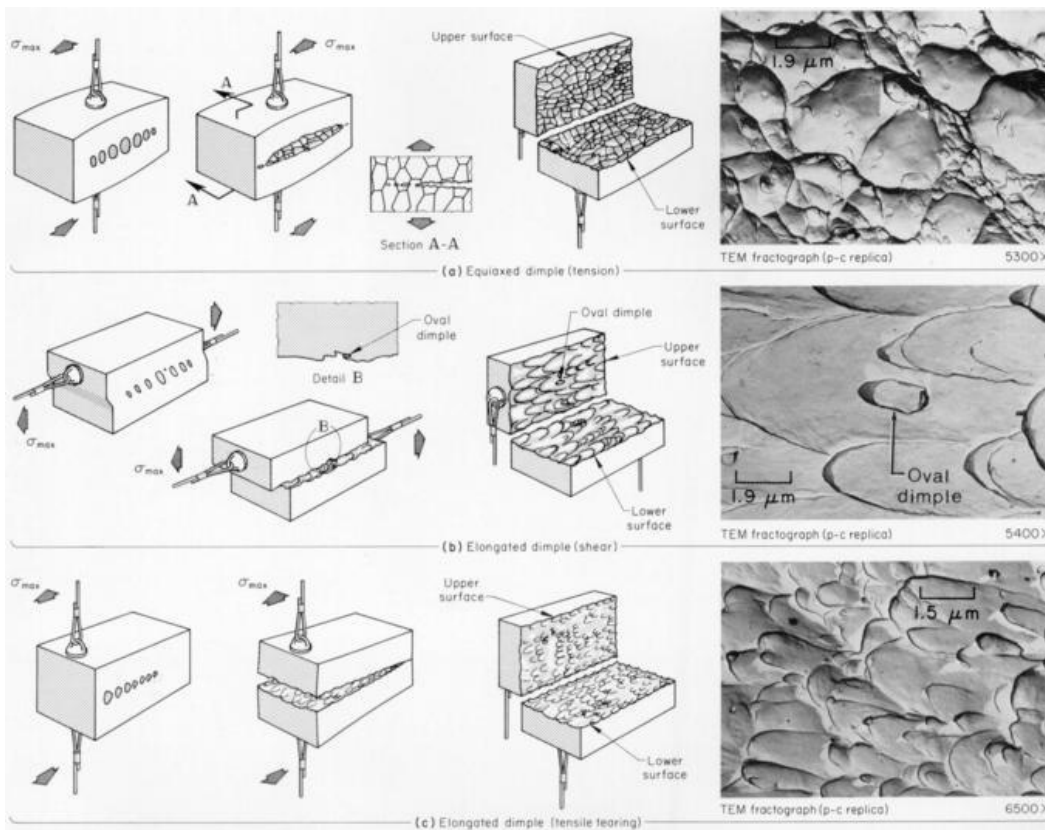 σmax
σmax
A
A
Section A-A
Upper surface
Lower
surface
1.9 μm
TEM fractograph (p-c replica) 5300X
(a) Equiaxed dimple (tension)
σmax
Oval
dimple
Detail B
σmax
B
Oval dimple
Upper
surface
Lower
surface
1.9 μm
Oval
dimple
TEM fractograph (p-c replica) 5400X
(b) Elongated dimple (shear)
σmax
σmax
Upper
surface
Lower
surface
1.5 μm
TEM fractograph (p-c replica) 6500X
(c) Elongated dimple (tensile tearing)